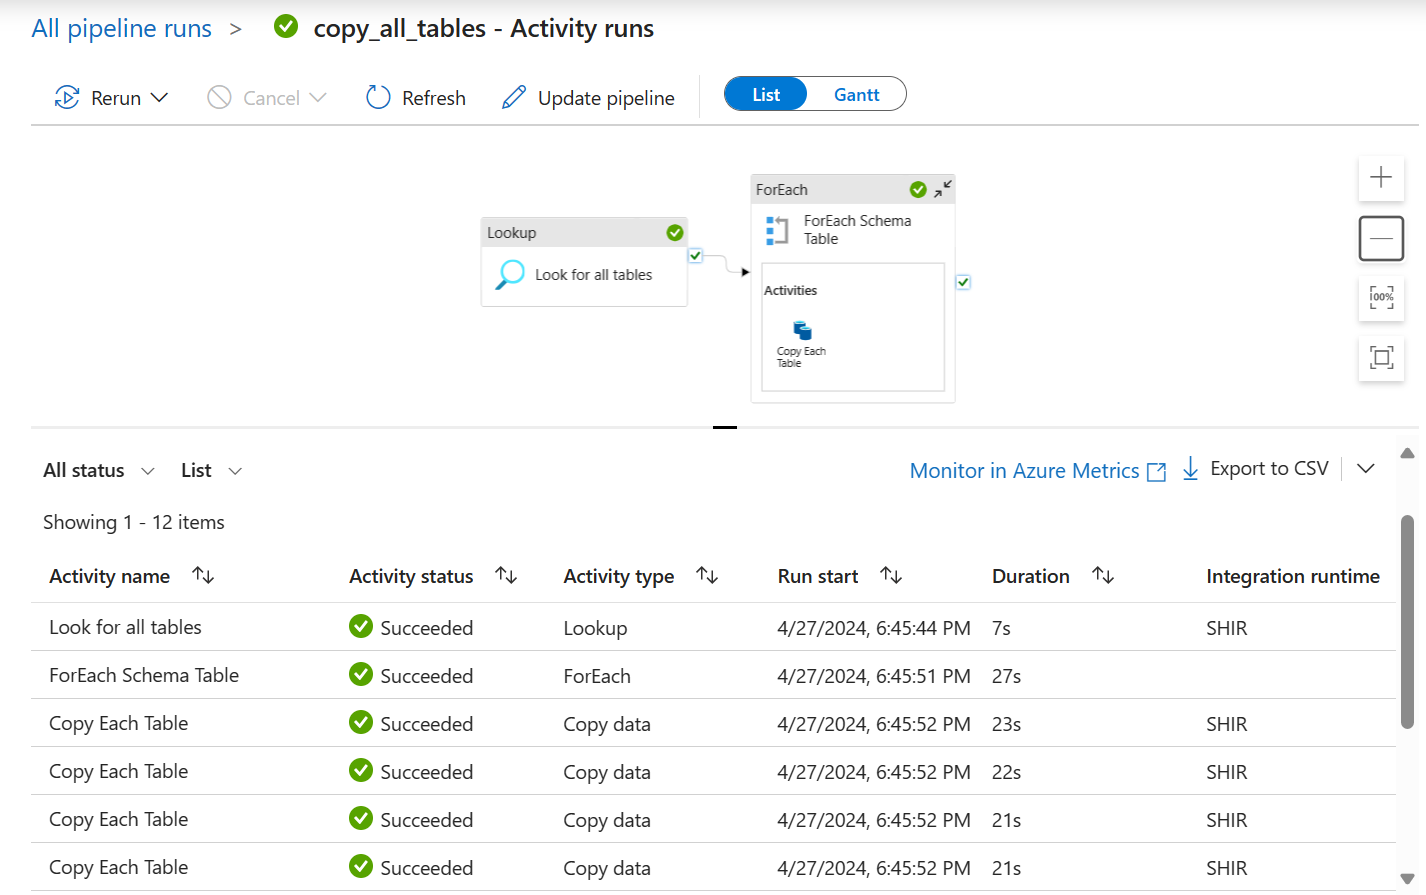 All pipeline runs > copy_all_tables - Activity runs
Rerun Cancel Refresh Update pipeline List Gantt
Lookup
Look for all tables
ForEach
ForEach Schema
Table
Activities
Copy Each
Table
100%
All status List Monitor in Azure Metrics Export to CSV
Showing 1 - 12 items
Activity name Activity status Activity type Run start Duration Integration runtime
Look for all tables Succeeded Lookup 4/27/2024, 6:45:44 PM 7s SHIR
ForEach Schema Table Succeeded ForEach 4/27/2024, 6:45:51 PM 27s
Copy Each Table Succeeded Copy data 4/27/2024, 6:45:52 PM 23s SHIR
Copy Each Table Succeeded Copy data 4/27/2024, 6:45:52 PM 22s SHIR
Copy Each Table Succeeded Copy data 4/27/2024, 6:45:52 PM 21s SHIR
Copy Each Table Succeeded Copy data 4/27/2024, 6:45:52 PM 21s SHIR